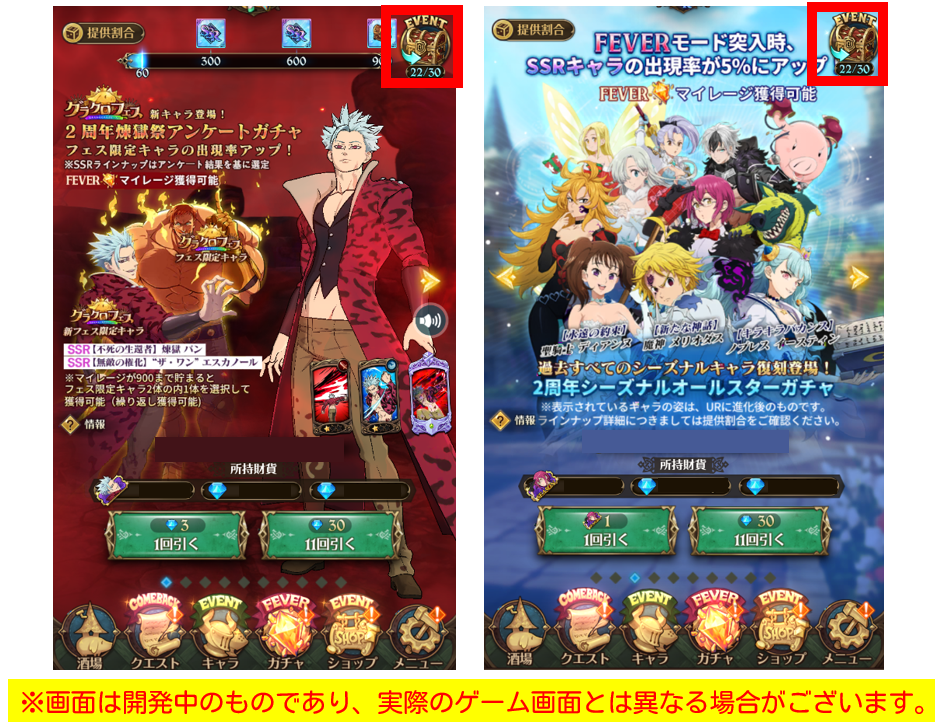 提供割合
60
300
600
EVENT
22/30
グラクロフェス 新キャラ登場!
2周年煉獄祭アンケートガチャ
フェス限定キャラの出現率アップ!
※SSRラインナップはアンケート結果を基に選定
FEVER マイレージ獲得可能
グラクロフェス
フェス限定キャラ
グラクロフェス
新フェス限定キャラ
SSR【不死の生還者】煉獄 バン
SSR【無敵の権化】“ザ・ワン” エスカノール
※マイレージが900まで貯まると
フェス限定キャラ2体の内1体を選択して
獲得可能（繰り返し獲得可能)
情報
所持財貨
3
1回引く
30
11回引く
COMEBACK
EVENT
FEVER
EVENT
SHOP
酒場
クエスト
キャラ
ガチャ
ショップ
メニュー
提供割合
EVENT
22/30
FEVERモード突入時、
SSRキャラの出現率が5%にアップ
FEVER マイレージ獲得可能
【永遠の約束】
聖騎士 ディアンヌ
【新たな神話】
魔神 メリオダス
【キラキラバカンス】
ノブレス イースティン
過去すべてのシーズナルキャラ復刻登場!
2周年シーズナルオールスターガチャ
※表示されているキャラの姿は、URに進化後のものです。
情報 ラインナップ詳細につきましては提供割合をご確認ください。
所持財貨
1
1回引く
30
11回引く
COMEBACK
EVENT
FEVER
EVENT
SHOP
酒場
クエスト
キャラ
ガチャ
ショップ
メニュー
※画面は開発中のものであり、実際のゲーム画面とは異なる場合がございます。